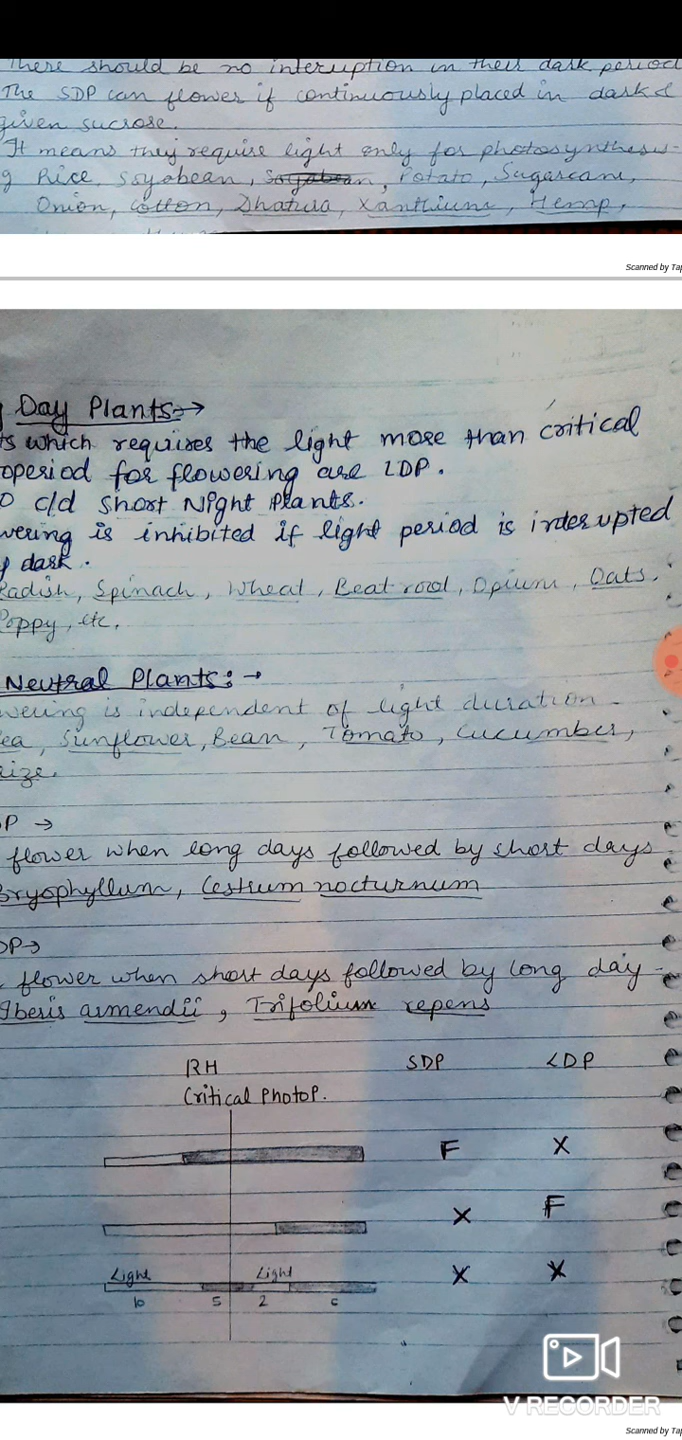 There should be no interuption in their dark period
The SDP can flower if continuously placed in dark &
given sucrose.
It means they require light only for photosynthesis-
g Rice, Soyabean, Soyabean, Potato, Sugarcane,
Onion, Cotton, Dhatura, Xanthium, Hemp,
Scanned by Tap
Day Plants:→
ts which requires the light more than critical
operiod for flowering are LDP.
c/d Short Night Plants.
wering is inhibited if light period is interrupted
y dark.
Radish, Spinach, Wheat, Beat root, Opium, Oats.
Poppy, etc.
Neutral Plants:→
wering is independent of light duration-
ea, Sunflower, Bean, Tomato, Cucumber,
aize.
DP →
flower when long days followed by short days
Bryophyllum, Cestrum nocturnum
DP→
flower when short days followed by long day-
Iberis armendii, Trifolium repens
RH SDP LDP
Critical PhotoP.
F X
X F
Light Light X X
10 5 2 6
V RECORDER
Scanned by Tap